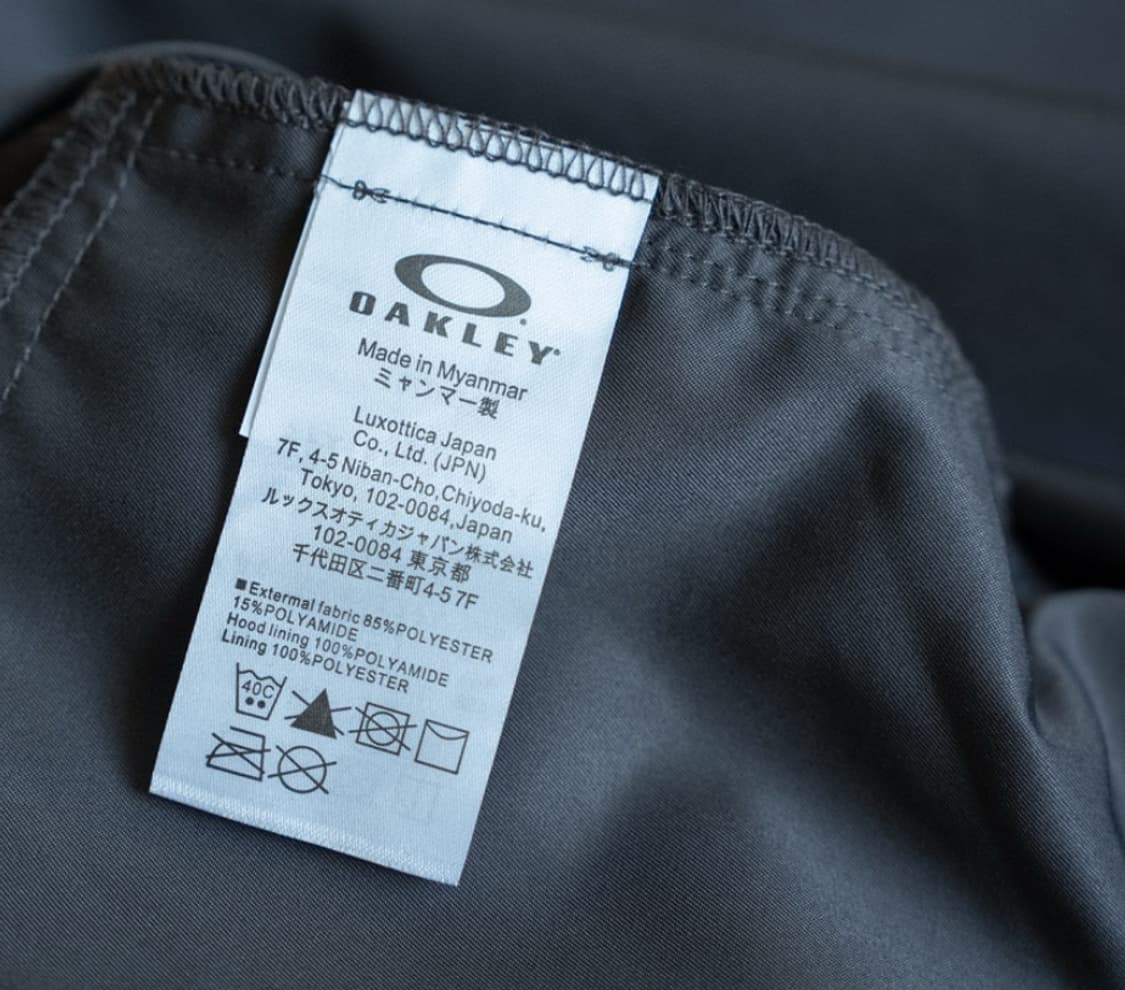 OAKLEY
Made in Myanmar
ミャンマー製
Luxottica Japan
Co., Ltd. (JPN)
7F, 4-5 Niban-Cho,Chiyoda-ku,
Tokyo, 102-0084,Japan
ルックスオティカジャパン株式会社
102-0084 東京都
千代田区二番町4-5 7F
■Extermal fabric 85%POLYESTER
15%POLYAMIDE
Hood lining 100%POLYAMIDE
Lining 100%POLYESTER
40C